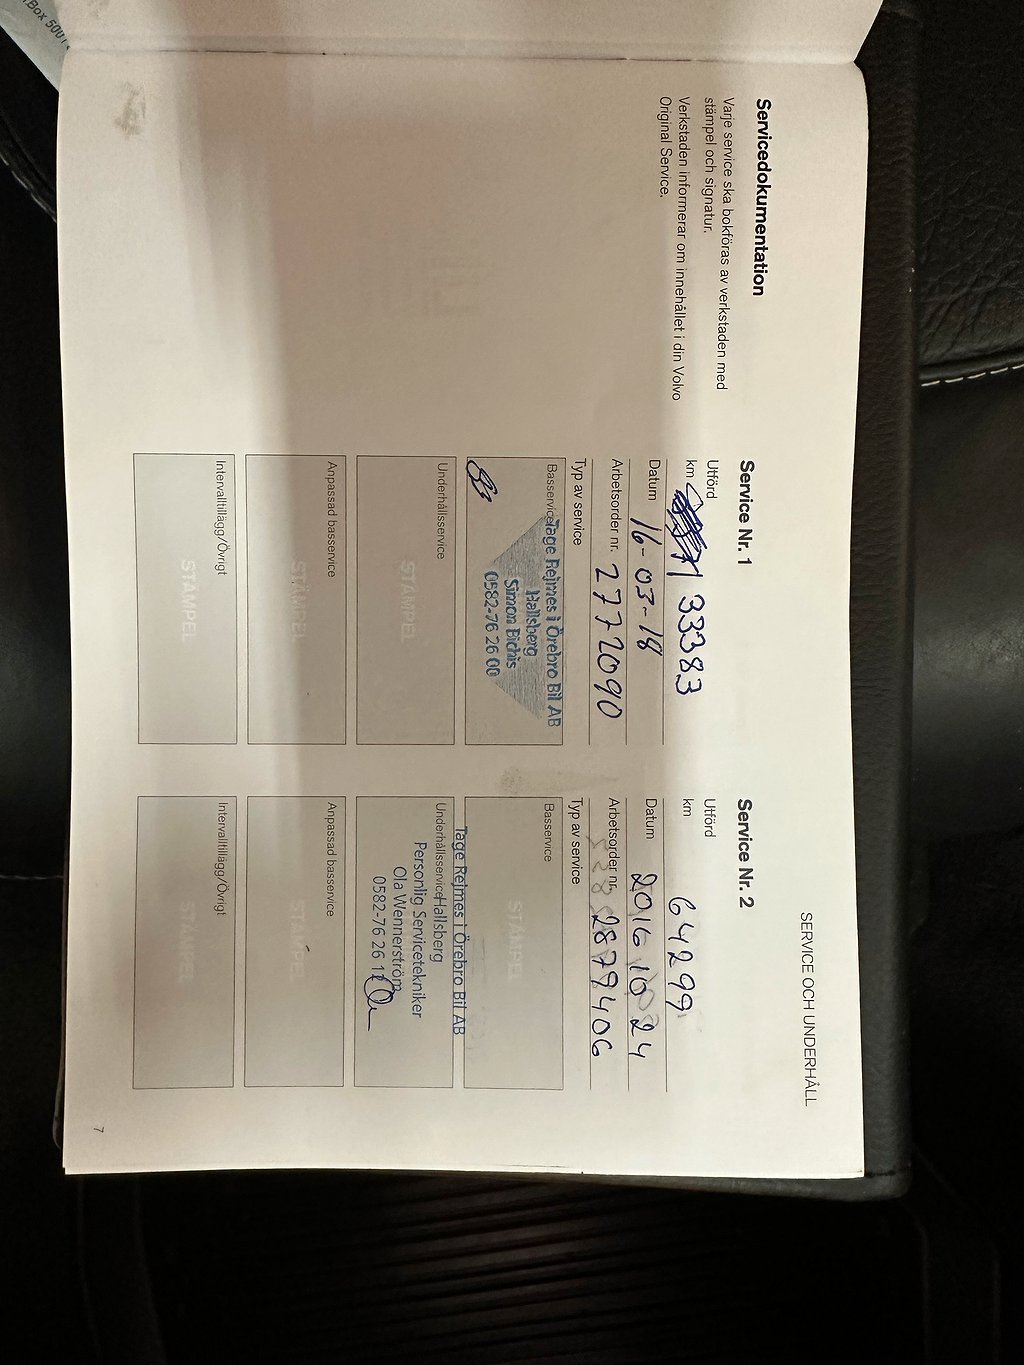 SERVICE OCH UNDERHÅLL
Servicedokumentation
Varje service ska bokföras av verkstaden med
stämpel och signatur.
Verkstaden informerar om innehållet i din Volvo
Original Service.
Service Nr. 1
Utförd
km 33383
Datum 16-03-18
Arbetsorder nr. 2772090
Typ av service
Basservice
Tage Rejmes i Örebro Bil AB
Hallsberg
Simon Bichis
0582-76 26 00
Underhållsservice
STÄMPEL
Anpassad basservice
STÄMPEL
Intervalltillägg/Övrigt
STÄMPEL
Service Nr. 2
Utförd
km 64299
Datum 2016 10 24
Arbetsorder nr. 2879406
Typ av service
Basservice
STÄMPEL
Tage Rejmes i Örebro Bil AB
Underhållsservice
Hallsberg
Personlig Servicetekniker
Ola Wennerström
0582-76 26 12
Anpassad basservice
STÄMPEL
Intervalltillägg/Övrigt
STÄMPEL
7